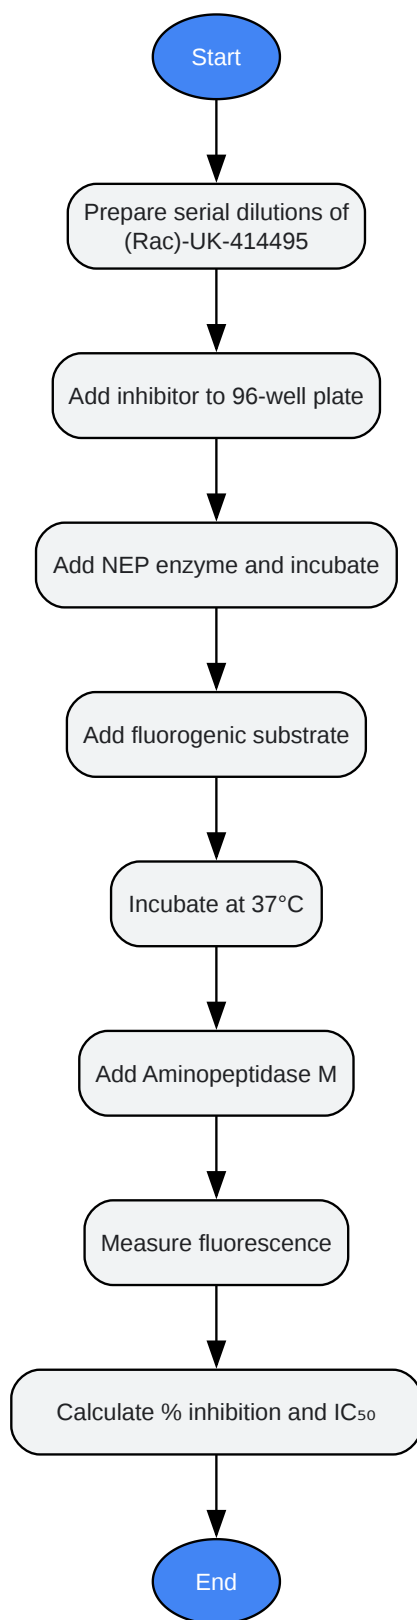 Start
Prepare serial dilutions of
(Rac)-UK-414495
Add inhibitor to 96-well plate
Add NEP enzyme and incubate
Add fluorogenic substrate
Incubate at 37°C
Add Aminopeptidase M
Measure fluorescence
Calculate % inhibition and IC₅₀
End